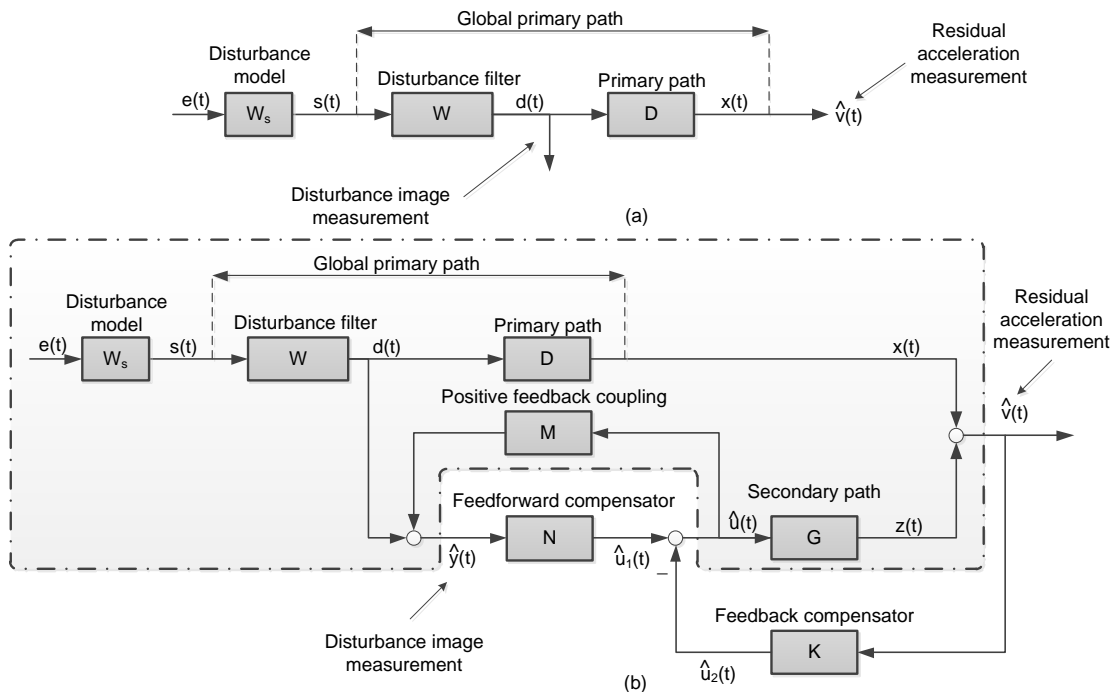 Global primary path
Disturbance
model
Disturbance filter
Primary path
Residual
acceleration
measurement
e(t)
Wₛ
s(t)
W
d(t)
D
x(t)
v̂(t)
Disturbance image
measurement
(a)
Global primary path
Disturbance
model
Disturbance filter
Primary path
Residual
acceleration
measurement
e(t)
Wₛ
s(t)
W
d(t)
D
x(t)
v̂(t)
Positive feedback coupling
M
Feedforward compensator
Secondary path
ŷ(t)
N
û₁(t)
–
û(t)
G
z(t)
Feedback compensator
K
û₂(t)
Disturbance image
measurement
(b)